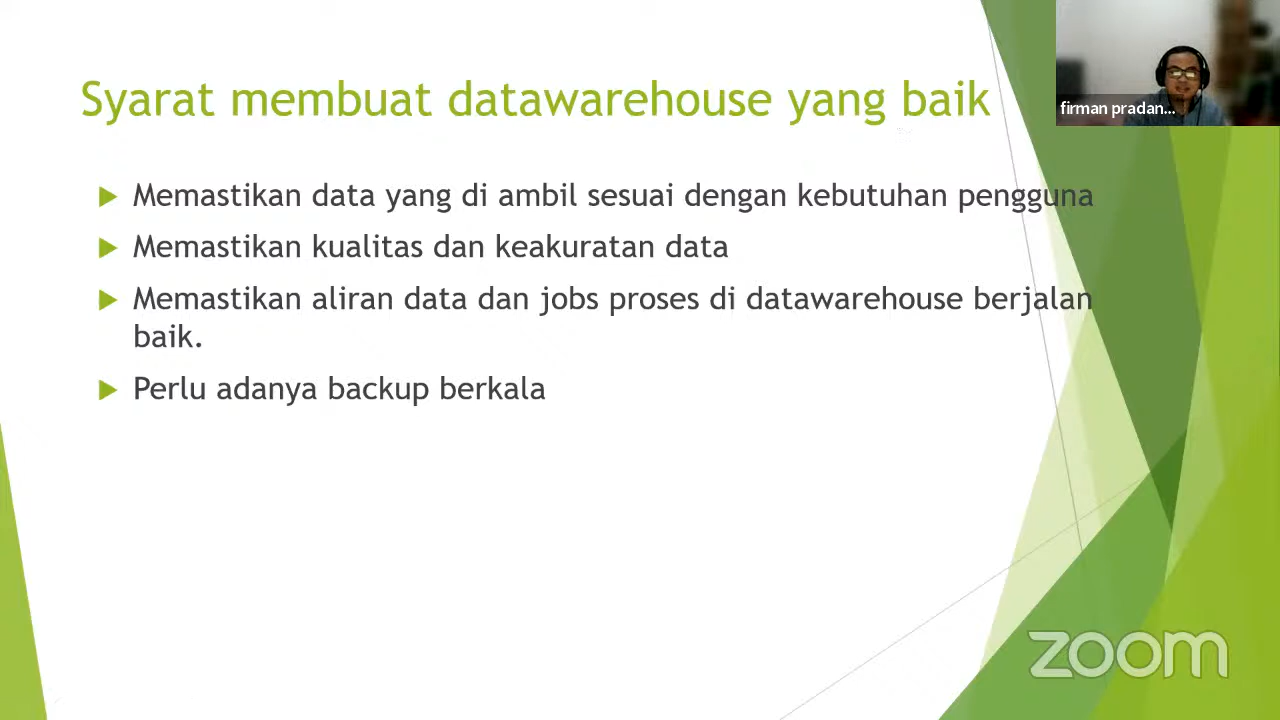 Syarat membuat datawarehouse yang baik
firman pradan...
Memastikan data yang di ambil sesuai dengan kebutuhan pengguna
Memastikan kualitas dan keakuratan data
Memastikan aliran data dan jobs proses di datawarehouse berjalan
baik.
Perlu adanya backup berkala
zoom